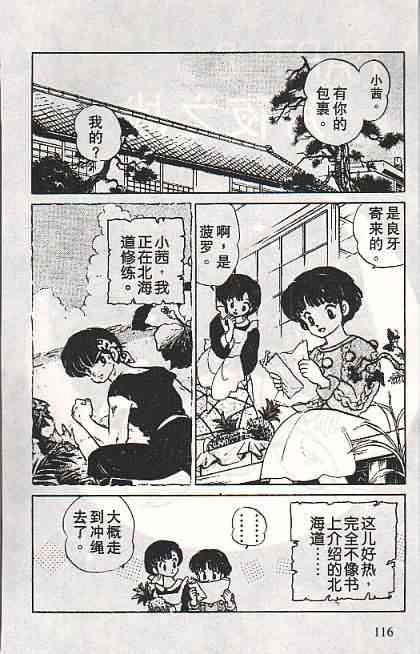 小茜。
有你的
包裹。
我的？
是良牙
寄来的。
啊，是
菠罗。
小茜，我
正在北海
道修练。
这儿好热，
完全不像书
上介绍的北
海道……
……
大概走
到冲绳
去了。
116